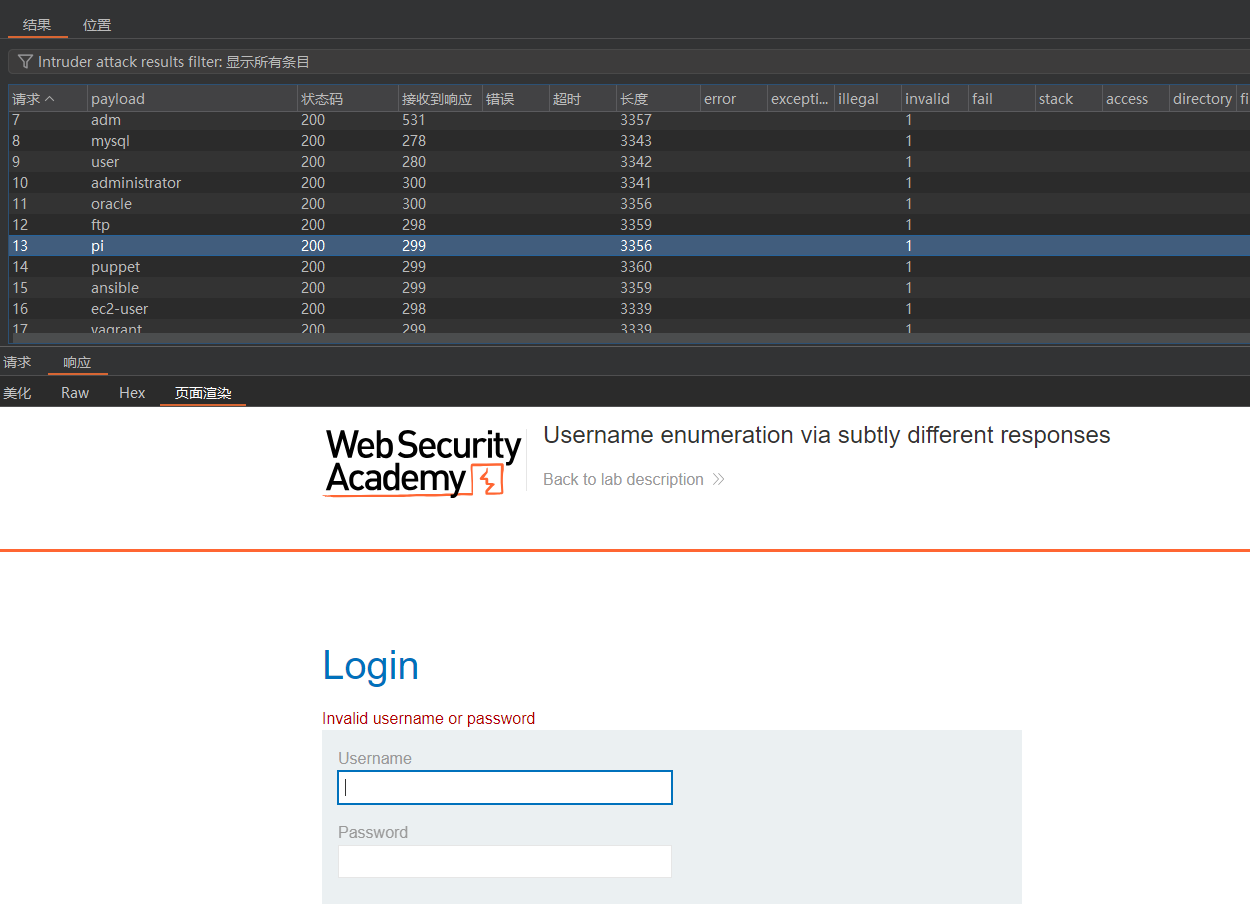 结果 位置
Intruder attack results filter: 显示所有条目
请求 payload 状态码 接收到响应 错误 超时 长度 error excepti... illegal invalid fail stack access directory fi
7 adm 200 531 3357 1
8 mysql 200 278 3343 1
9 user 200 280 3342 1
10 administrator 200 300 3341 1
11 oracle 200 300 3356 1
12 ftp 200 298 3359 1
13 pi 200 299 3356 1
14 puppet 200 299 3360 1
15 ansible 200 299 3359 1
16 ec2-user 200 298 3339 1
17 vagrant 200 299 3339 1
请求 响应
美化 Raw Hex 页面渲染
Web Security
Academy
Username enumeration via subtly different responses
Back to lab description
Login
Invalid username or password
Username
Password